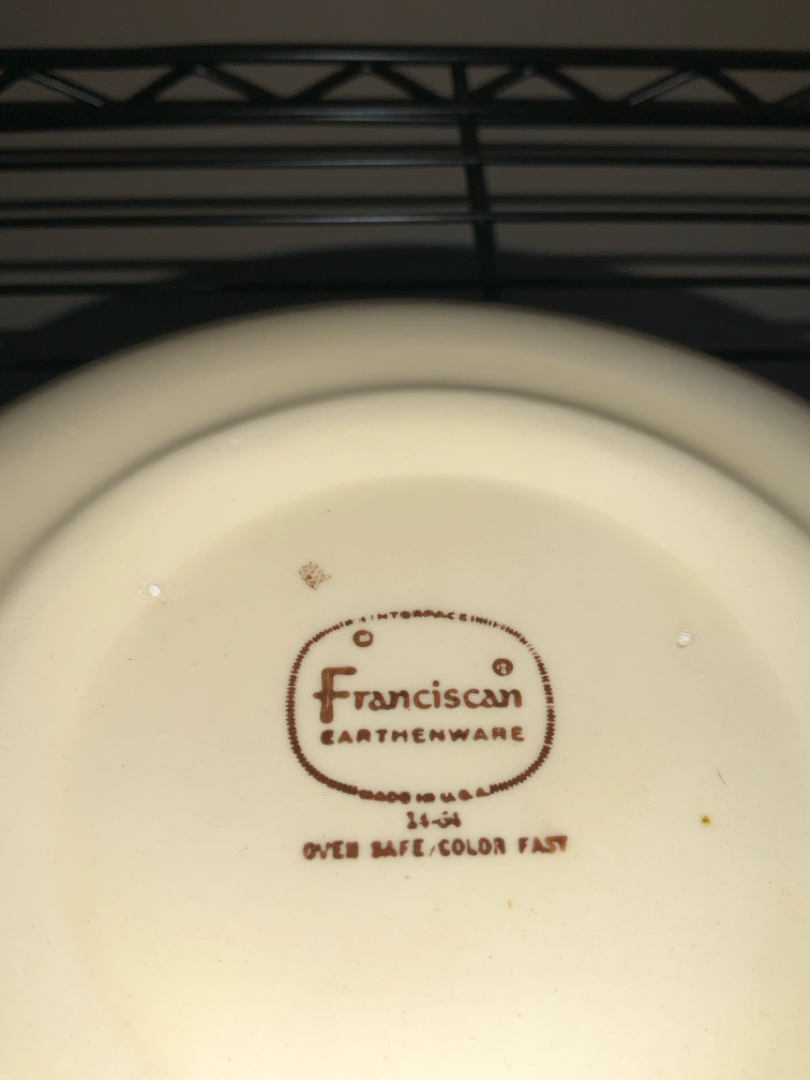 INTERPACE
©
®
Franciscan
EARTHENWARE
MADE IN U.S.A.
OVEN SAFE/COLOR FAST